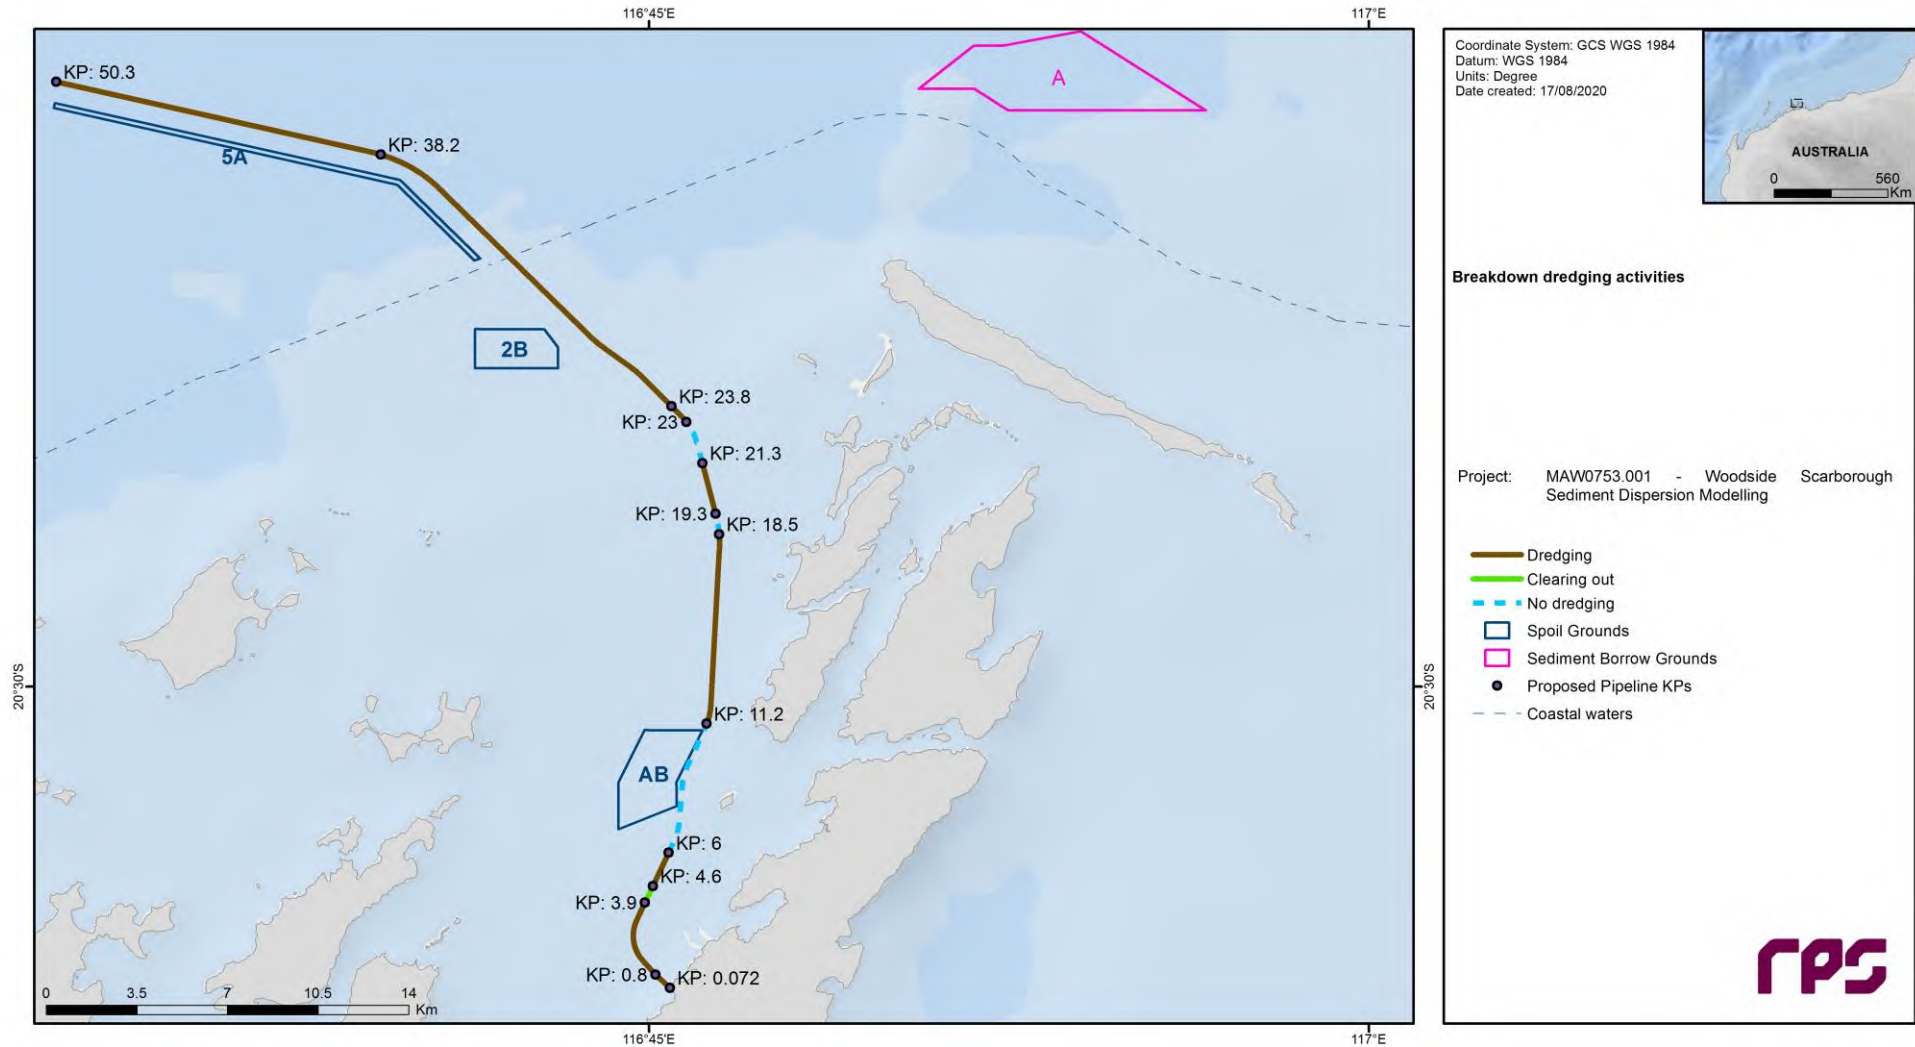 116°45'E
117°E
KP: 50.3
KP: 38.2
5A
A
2B
KP: 23.8
KP: 23
KP: 21.3
KP: 19.3
KP: 18.5
20°30'S
20°30'S
KP: 11.2
AB
KP: 6
KP: 4.6
KP: 3.9
KP: 0.8
KP: 0.072
0 3.5 7 10.5 14
Km
116°45'E
117°E
Coordinate System: GCS WGS 1984
Datum: WGS 1984
Units: Degree
Date created: 17/08/2020
AUSTRALIA
0 560
Km
Breakdown dredging activities
Project: MAW0753.001 - Woodside Scarborough
Sediment Dispersion Modelling
Dredging
Clearing out
No dredging
Spoil Grounds
Sediment Borrow Grounds
Proposed Pipeline KPs
Coastal waters
rps